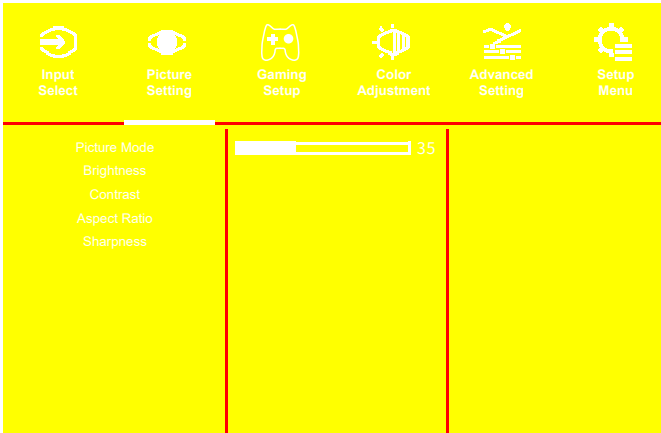 Input
Select
Picture
Setting
Gaming
Setup
Color
Adjustment
Advanced
Setting
Setup
Menu
Picture Mode
Brightness
Contrast
Aspect Ratio
Sharpness
35